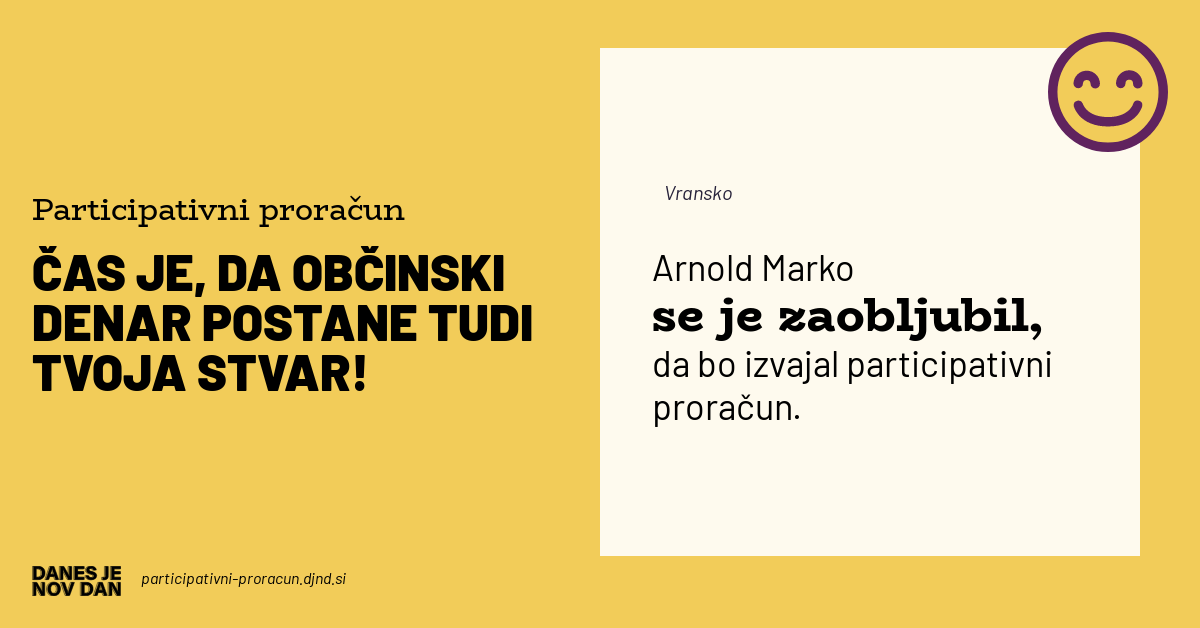 Participativni proračun
ČAS JE, DA OBČINSKI
DENAR POSTANE TUDI
TVOJA STVAR!
Vransko
Arnold Marko
se je zaobljubil,
da bo izvajal participativni
proračun.
DANES JE
NOV DAN
participativni-proracun.djnd.si